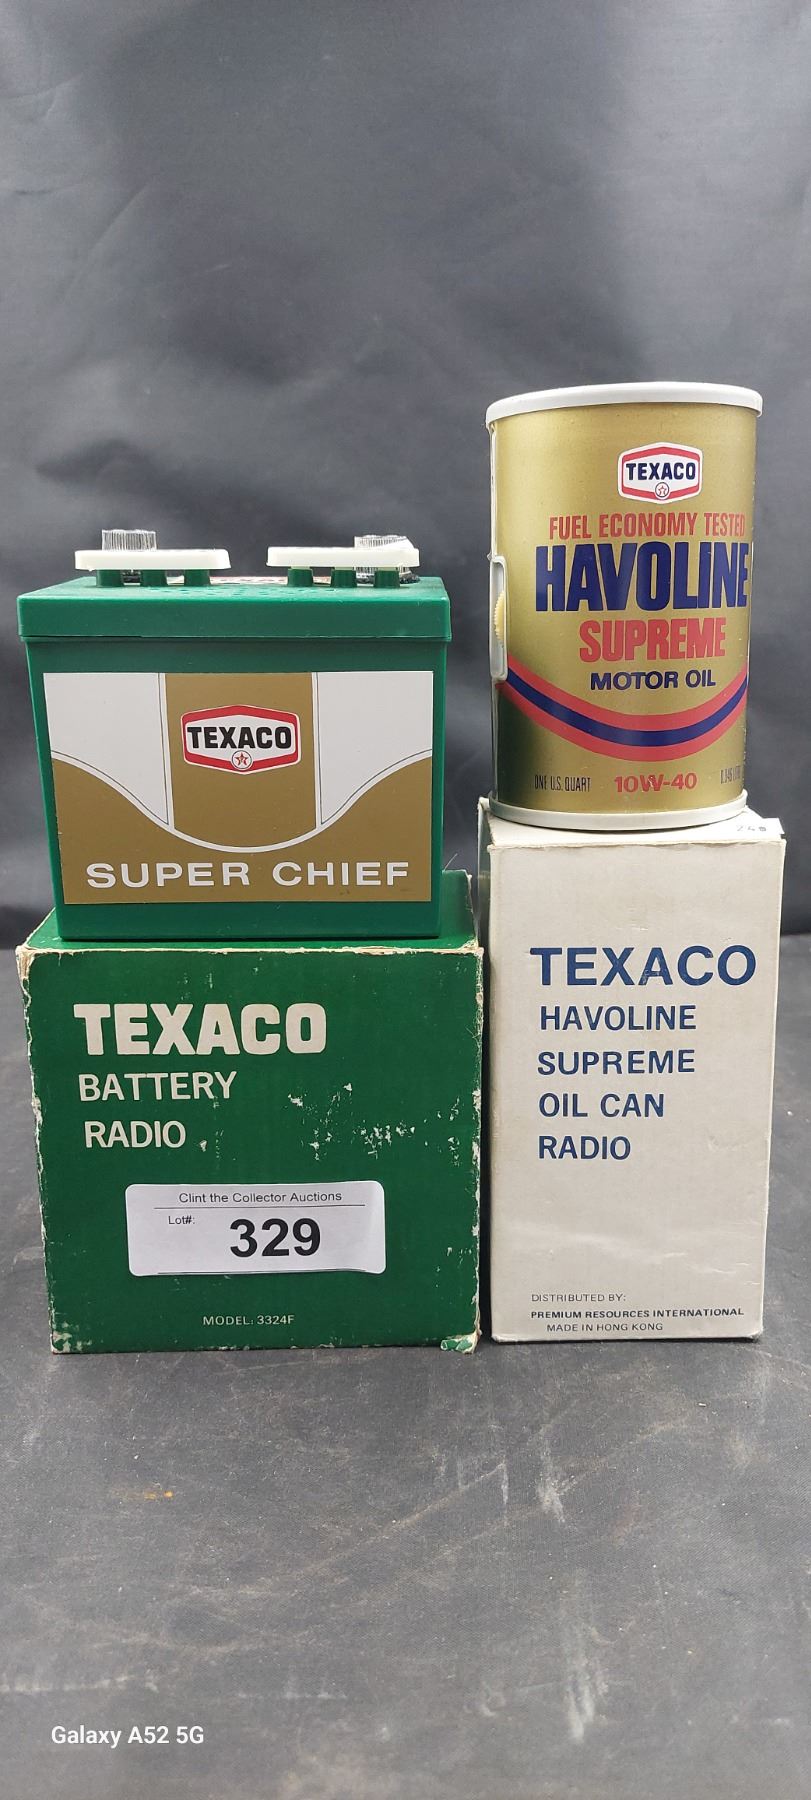 TEXACO
SUPER CHIEF
TEXACO
BATTERY
RADIO
Clint the Collector Auctions
Lot#:
329
MODEL: 3324F
TEXACO
FUEL ECONOMY TESTED
HAVOLINE
SUPREME
MOTOR OIL
ONE U.S. QUART 10W-40
TEXACO
HAVOLINE
SUPREME
OIL CAN
RADIO
DISTRIBUTED BY:
PREMIUM RESOURCES INTERNATIONAL
MADE IN HONG KONG
Galaxy A52 5G